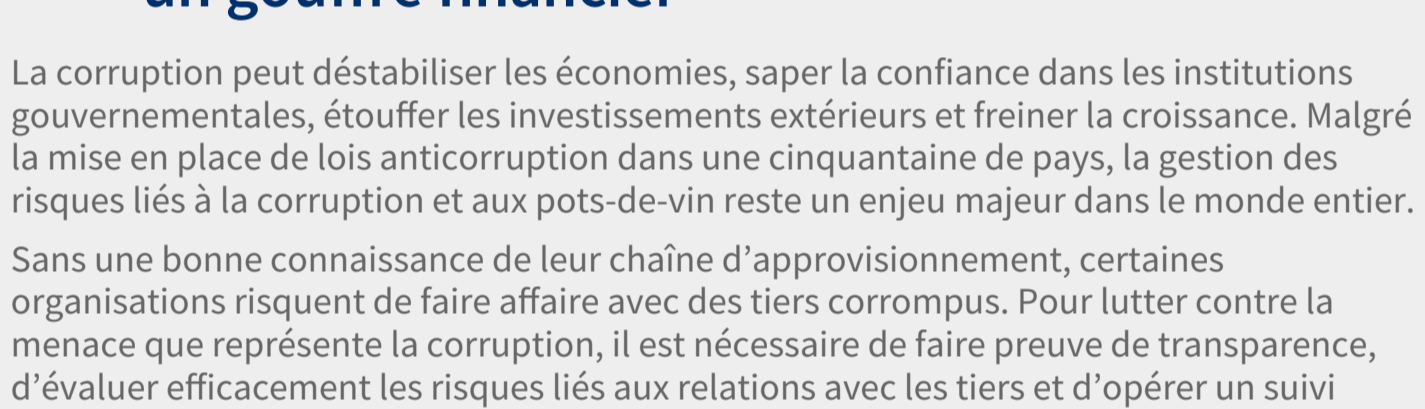 un gouffre financier
La corruption peut déstabiliser les économies, saper la confiance dans les institutions
gouvernementales, étouffer les investissements extérieurs et freiner la croissance. Malgré
la mise en place de lois anticorruption dans une cinquantaine de pays, la gestion des
risques liés à la corruption et aux pots-de-vin reste un enjeu majeur dans le monde entier.
Sans une bonne connaissance de leur chaîne d’approvisionnement, certaines
organisations risquent de faire affaire avec des tiers corrompus. Pour lutter contre la
menace que représente la corruption, il est nécessaire de faire preuve de transparence,
d’évaluer efficacement les risques liés aux relations avec les tiers et d’opérer un suivi